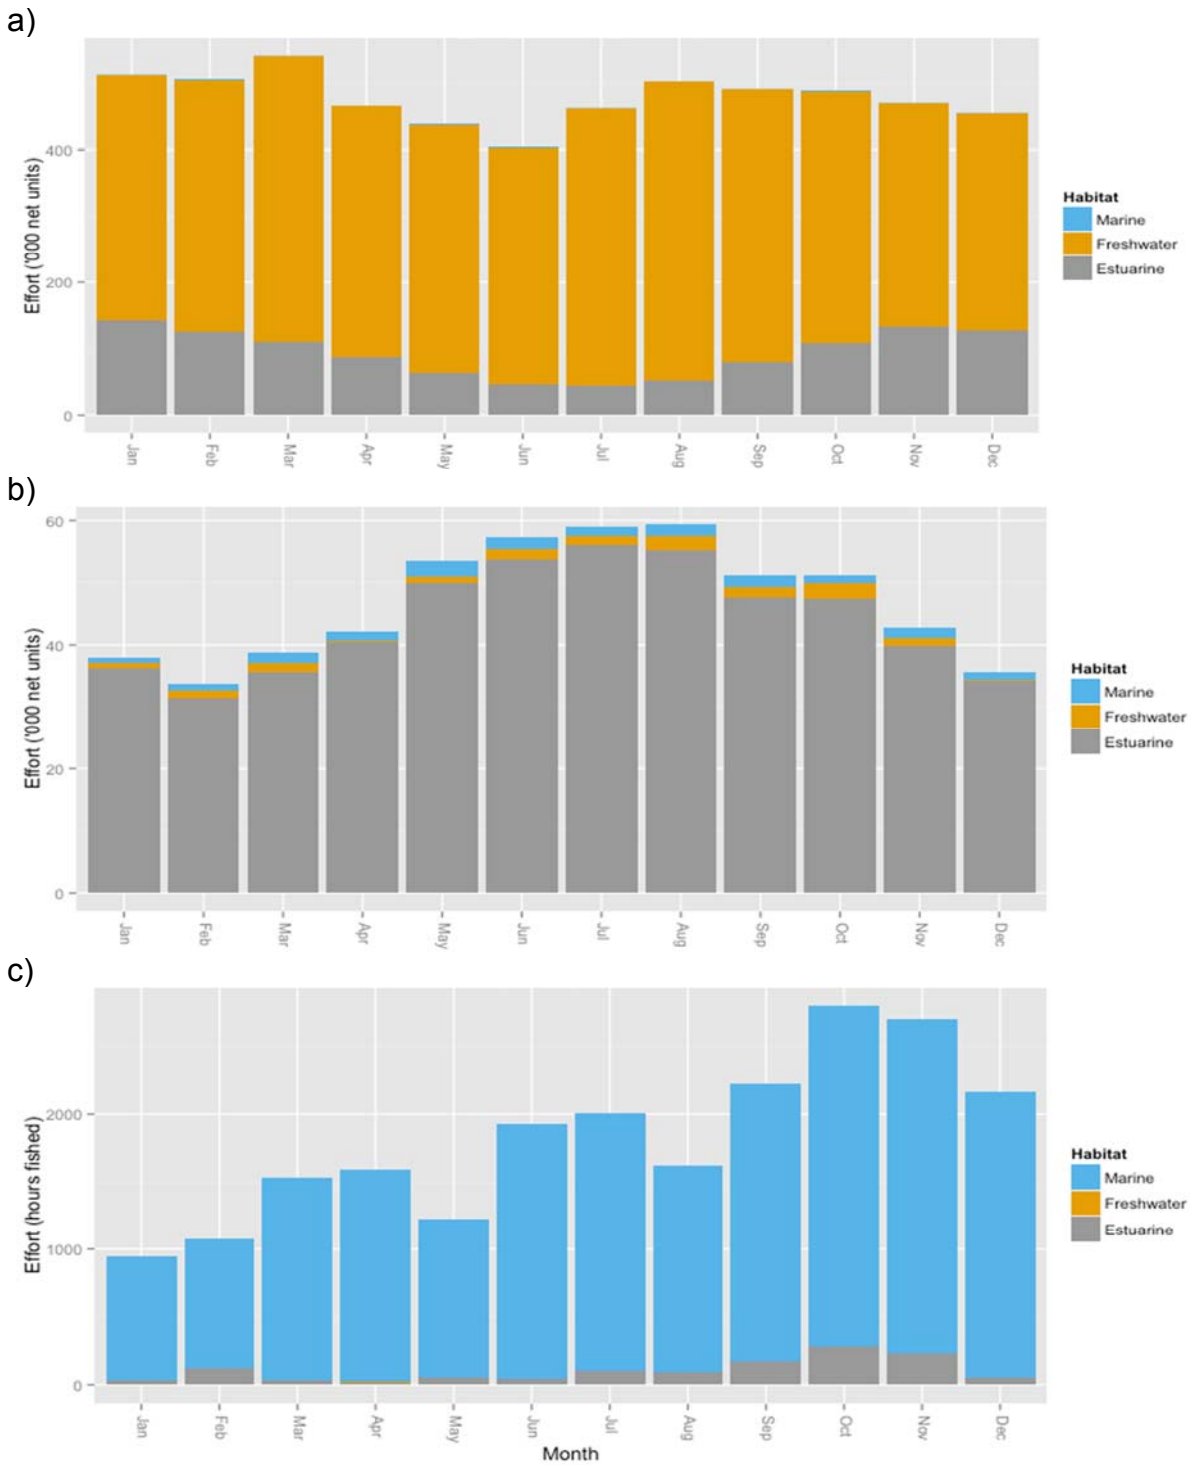 a)
Effort ('000 net units)
400
200
0
Jan Feb Mar Apr May Jun Jul Aug Sep Oct Nov Dec
Habitat
Marine
Freshwater
Estuarine
b)
Effort ('000 net units)
60
40
20
0
Jan Feb Mar Apr May Jun Jul Aug Sep Oct Nov Dec
Habitat
Marine
Freshwater
Estuarine
c)
Effort (hours fished)
2000
1000
0
Jan Feb Mar Apr May Jun Jul Aug Sep Oct Nov Dec
Month
Habitat
Marine
Freshwater
Estuarine